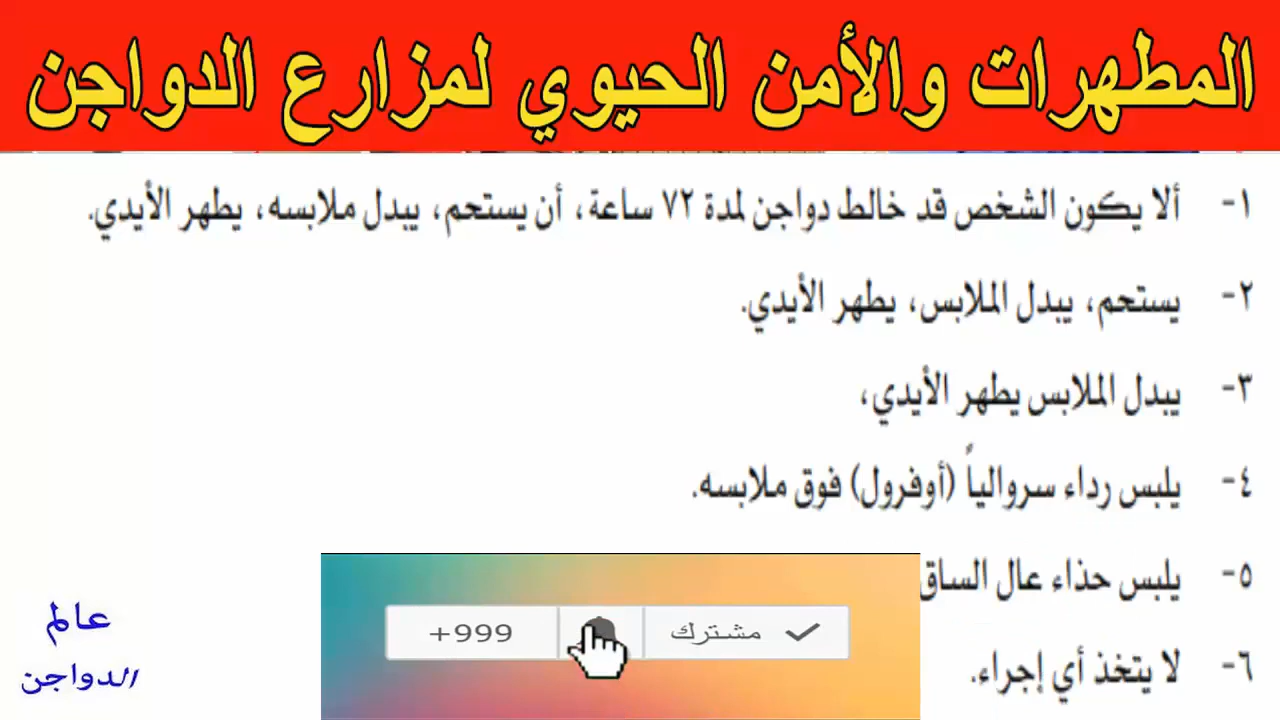 المطهرات والأمن الحيوي لمزارع الدواجن
١- ألا يكون الشخص قد خالط دواجن لمدة ٧٢ ساعة، أن يستحم، يبدل ملابسه، يطهر الأيدي.
٢- يستحم، يبدل الملابس، يطهر الأيدي.
٣- يبدل الملابس يطهر الأيدي،
٤- يلبس رداء سروالياً (أوفرول) فوق ملابسه.
٥- يلبس حذاء عال الساق
٦- لا يتخذ أي إجراء.
مشترك
+999
عالم
الدواجن